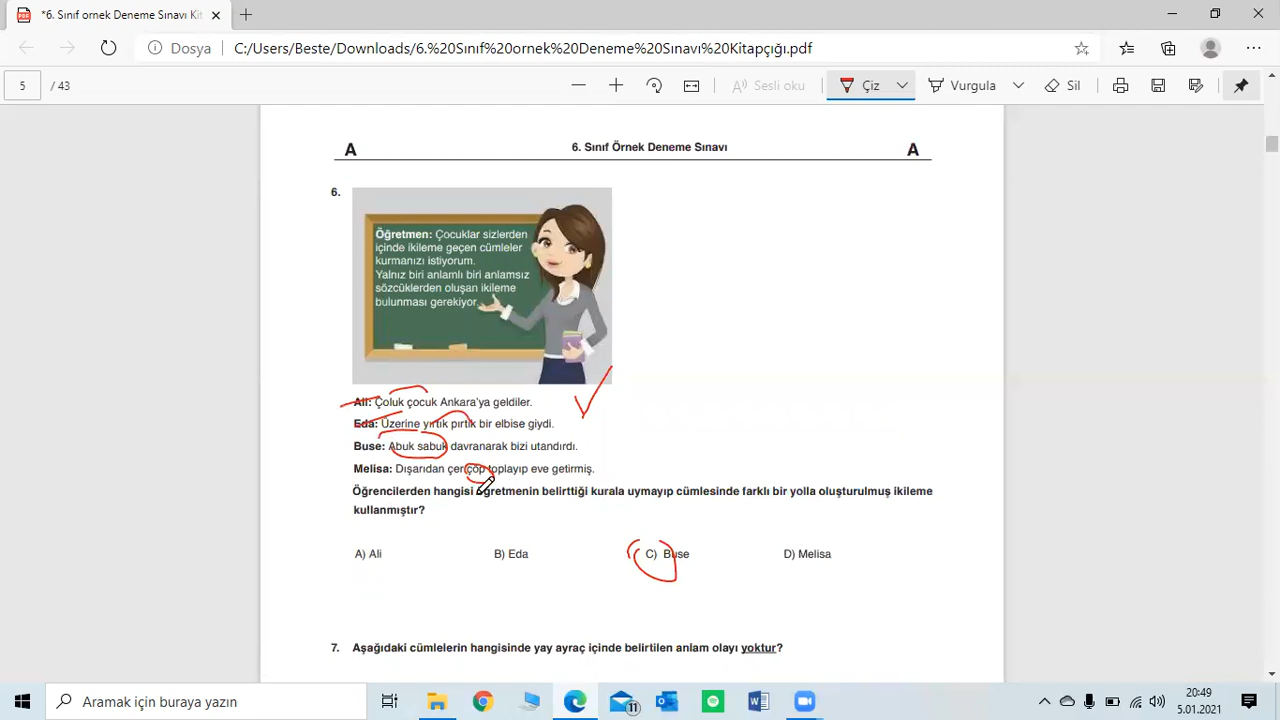 *6. Sınıf örnek Deneme Sınavı Kit
Dosya
C:/Users/Beste/Downloads/6.%20Sınıf%20ornek%20Deneme%20Sınavı%20Kitapçığı.pdf
5 / 43
Sesli oku
Çiz
Vurgula
Sil
A 6. Sınıf Örnek Deneme Sınavı A
6.
Öğretmen: Çocuklar sizlerden
içinde ikileme geçen cümleler
kurmanızı istiyorum.
Yalnız biri anlamlı biri anlamsız
sözcüklerden oluşan ikileme
bulunması gerekiyor.
Ali: Çoluk çocuk Ankara'ya geldiler.
Eda: Üzerine yırtık pırtık bir elbise giydi.
Buse: Abuk sabuk davranarak bizi utandırdı.
Melisa: Dışarıdan çer çöp toplayıp eve getirmiş.
Öğrencilerden hangisi öğretmenin belirttiği kurala uymayıp cümlesinde farklı bir yolla oluşturulmuş ikileme
kullanmıştır?
A) Ali B) Eda C) Buse D) Melisa
7. Aşağıdaki cümlelerin hangisinde yay ayraç içinde belirtilen anlam olayı yoktur?
Aramak için buraya yazın
11
20:49
5.01.2021